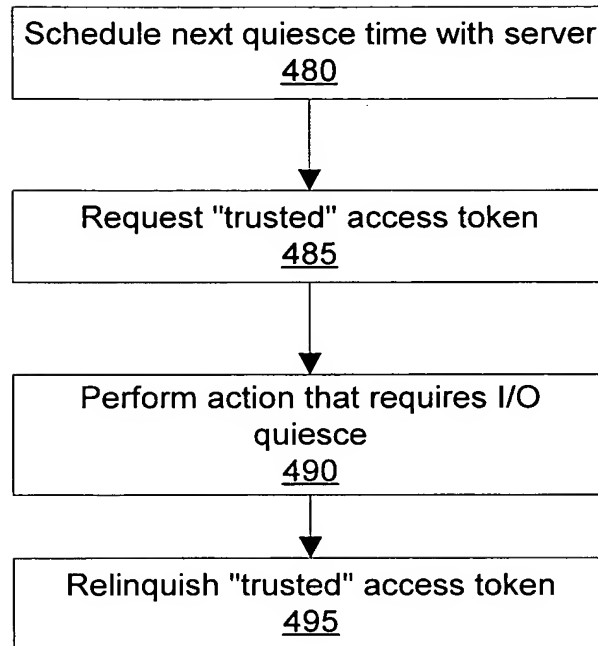 Schedule next quiesce time with server
480
Request "trusted" access token
485
Perform action that requires I/O
quiesce
490
Relinquish "trusted" access token
495